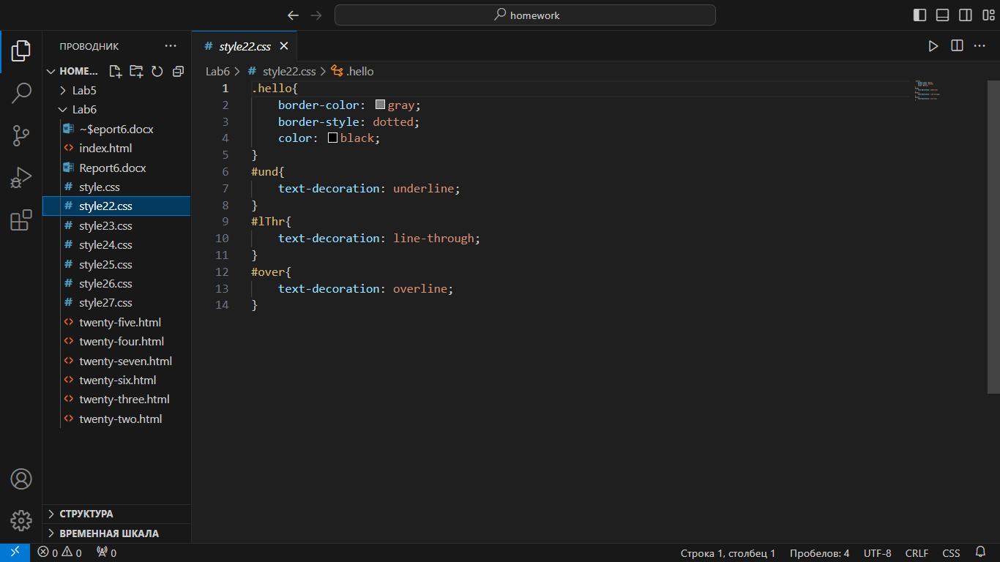 homework
ПРОВОДНИК
HOME...
Lab5
Lab6
~$eport6.docx
index.html
Report6.docx
style.css
style22.css
style23.css
style24.css
style25.css
style26.css
style27.css
twenty-five.html
twenty-four.html
twenty-seven.html
twenty-six.html
twenty-three.html
twenty-two.html
СТРУКТУРА
ВРЕМЕННАЯ ШКАЛА
# style22.css
Lab6 > # style22.css > .hello
1 .hello{
2     border-color: gray;
3     border-style: dotted;
4     color: black;
5 }
6 #und{
7     text-decoration: underline;
8 }
9 #lThr{
10     text-decoration: line-through;
11 }
12 #over{
13     text-decoration: overline;
14 }
0 0 0 Строка 1, столбец 1 Пробелов: 4 UTF-8 CRLF CSS